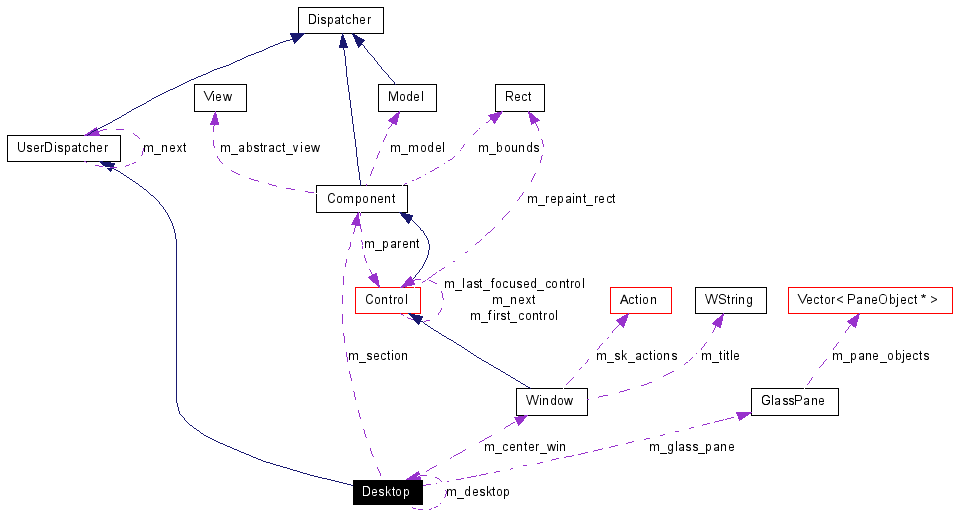 Dispatcher
View
Model
Rect
UserDispatcher
m_next
m_abstract_view
m_model
m_bounds
Component
m_repaint_rect
m_parent
Control
m_last_focused_control
m_next
m_first_control
Action
WString
Vector< PaneObject * >
m_section
m_sk_actions
m_title
m_pane_objects
Window
GlassPane
m_center_win
m_glass_pane
Desktop
m_desktop